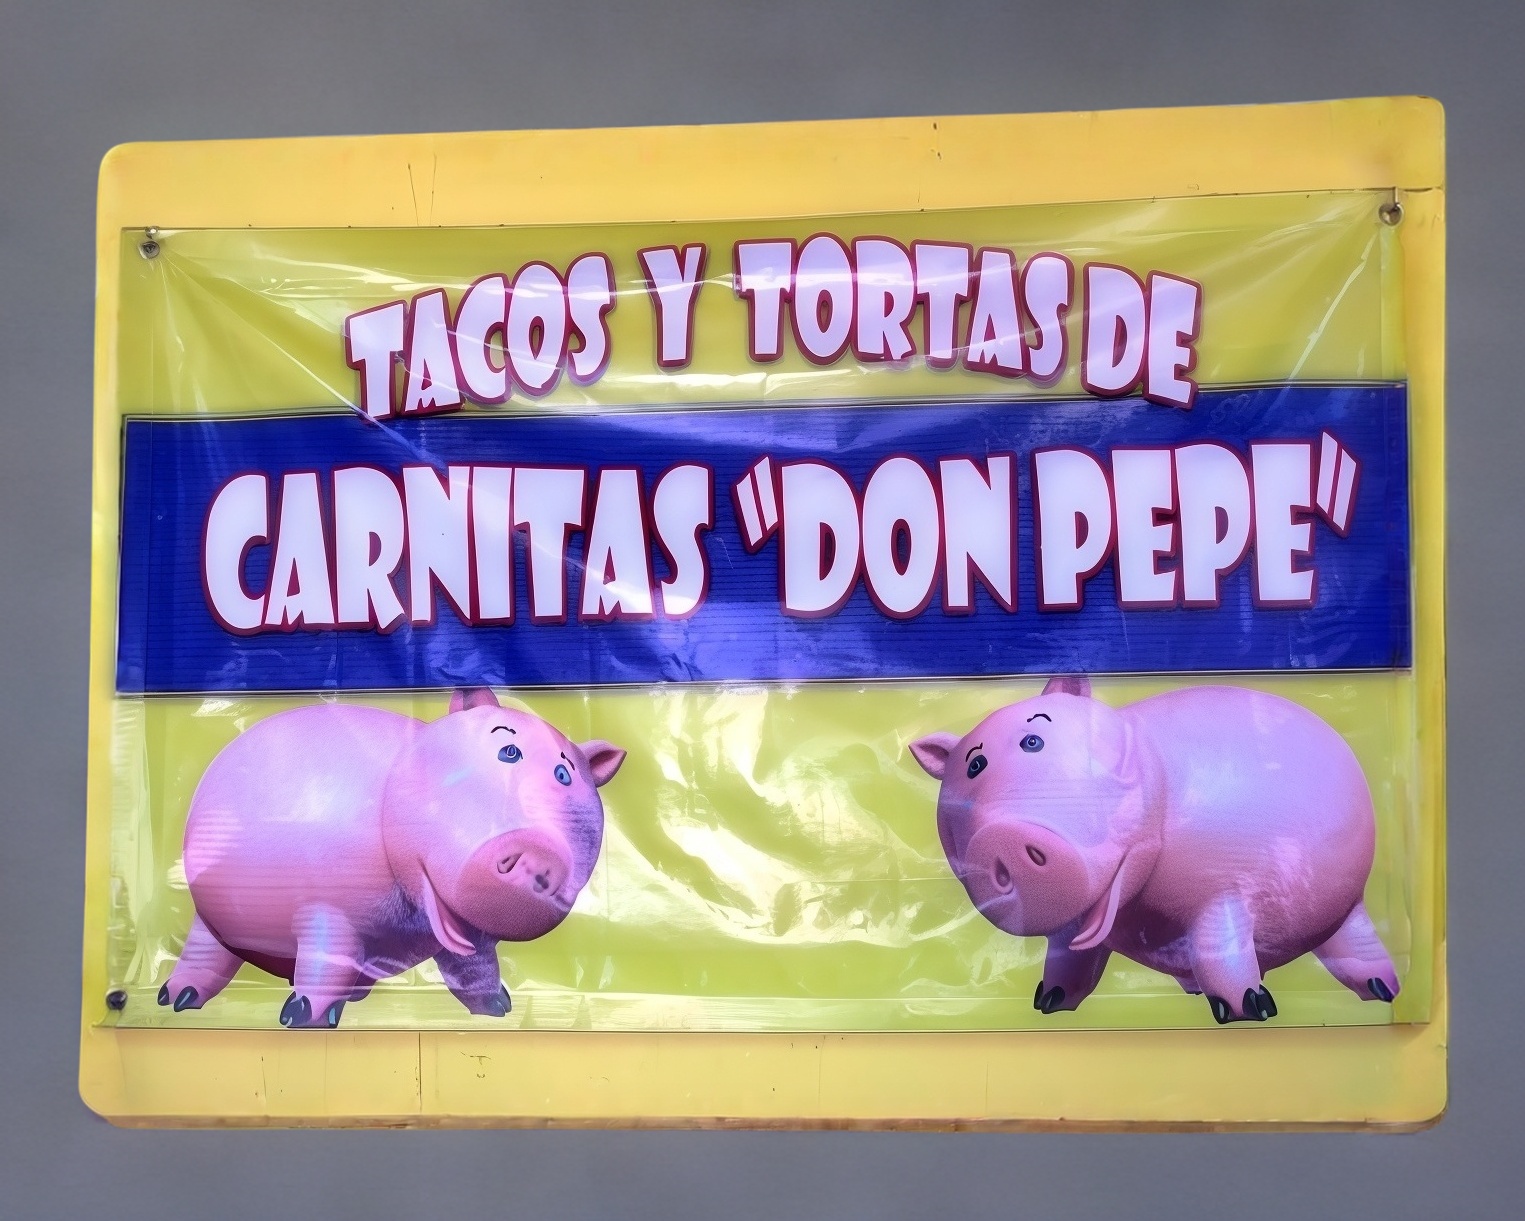 TACOS Y TORTAS DE
CARNITAS "DON PEPE"